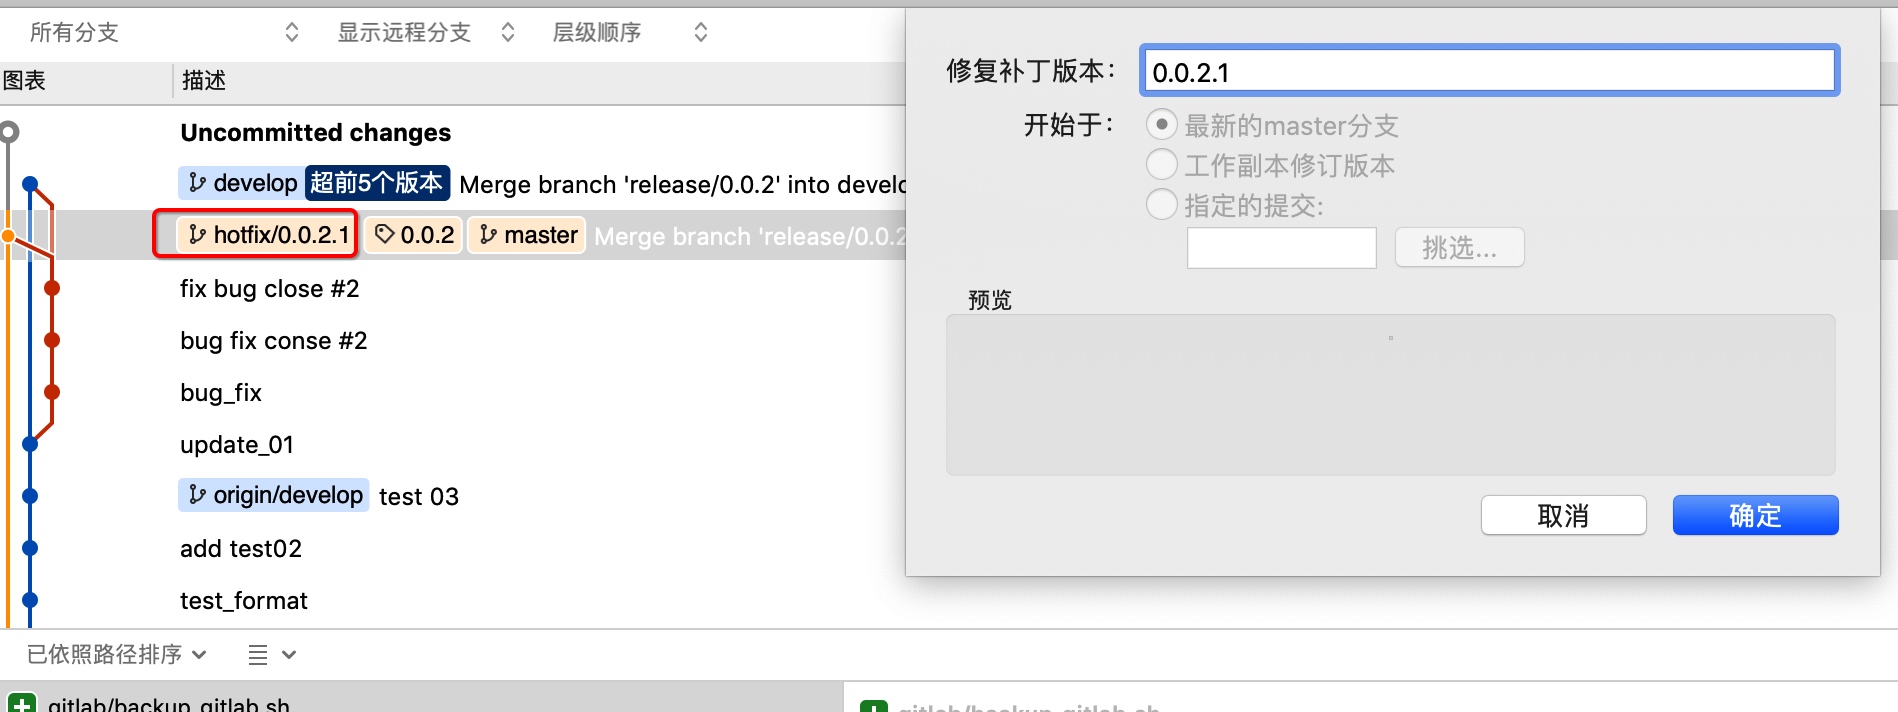 所有分支 显示远程分支 层级顺序
图表 描述
Uncommitted changes
develop 超前5个版本 Merge branch 'release/0.0.2' into develo
hotfix/0.0.2.1 0.0.2 master Merge branch 'release/0.0.2
fix bug close #2
bug fix conse #2
bug_fix
update_01
origin/develop test 03
add test02
test_format
已依照路径排序
gitlab/backup_gitlab.sh
修复补丁版本: 0.0.2.1
开始于: 最新的master分支
工作副本修订版本
指定的提交:
挑选...
预览
取消 确定
gitlab/backup_gitlab.sh